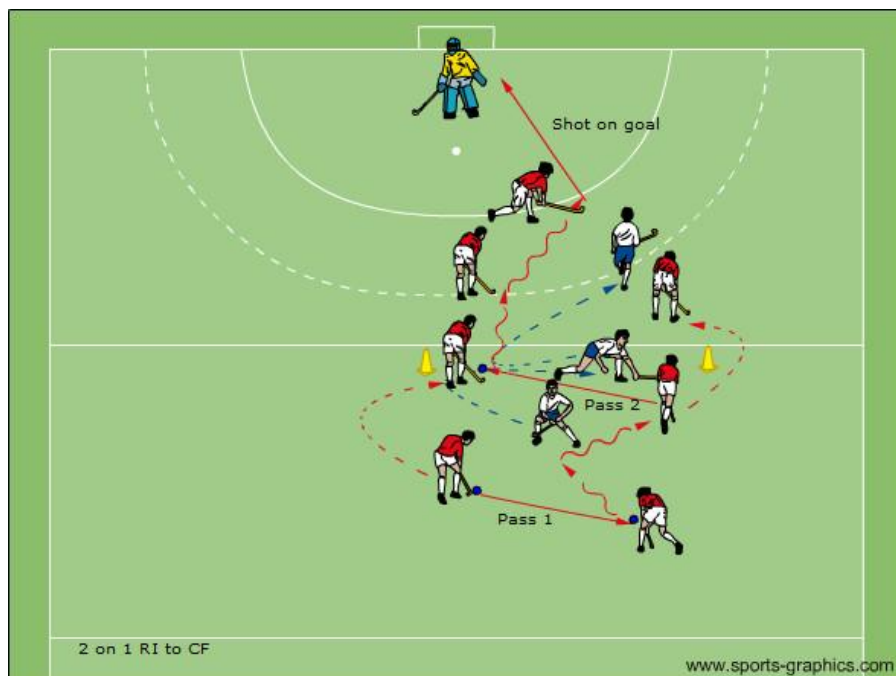 Shot on goal
Pass 2
Pass 1
2 on 1 RI to CF
www.sports-graphics.com